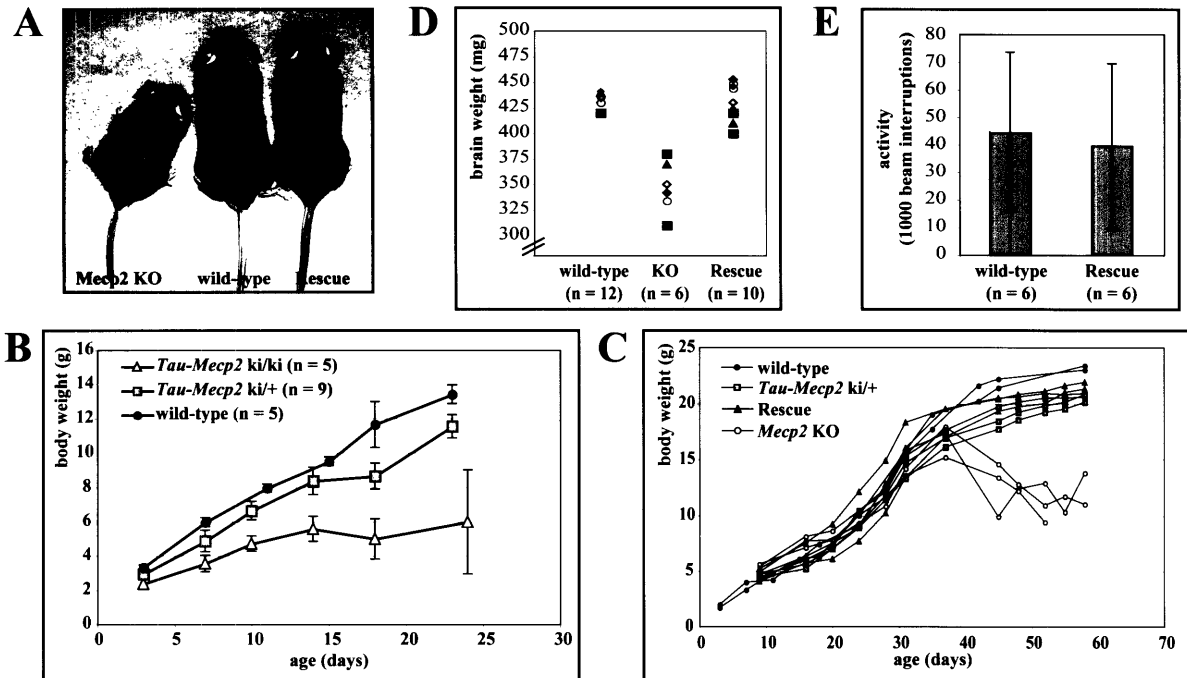 A
Mecp2 KO wild-type Rescue
D
brain weight (mg)
500
450
425
400
375
350
325
300
wild-type KO Rescue
(n = 12) (n = 6) (n = 10)
E
activity
(1000 beam interruptions)
80
70
60
50
40
30
20
10
0
wild-type Rescue
(n = 6) (n = 6)
B
body weight (g)
16
14
12
10
8
6
4
2
0
Tau-Mecp2 ki/ki (n = 5)
Tau-Mecp2 ki/+ (n = 9)
wild-type (n = 5)
0 5 10 15 20 25 30
age (days)
C
body weight (g)
25
20
15
10
5
0
wild-type
Tau-Mecp2 ki/+
Rescue
Mecp2 KO
0 10 20 30 40 50 60 70
age (days)